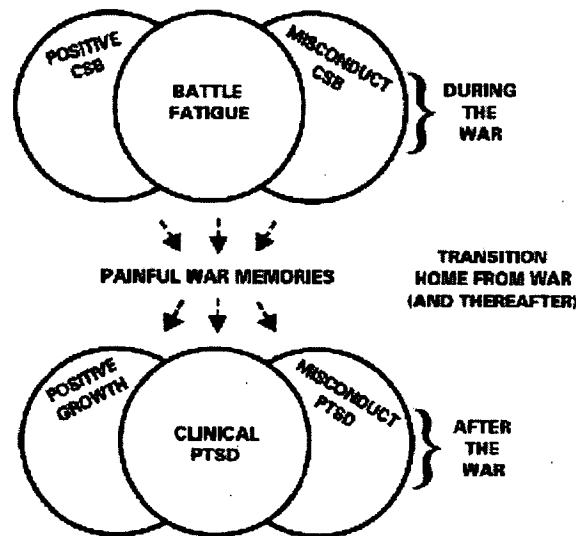 POSITIVE
CSB
BATTLE
FATIGUE
MISCONDUCT
CSB
DURING
THE
WAR
PAINFUL WAR MEMORIES
TRANSITION
HOME FROM WAR
(AND THEREAFTER)
POSITIVE
GROWTH
CLINICAL
PTSD
MISCONDUCT
PTSD
AFTER
THE
WAR